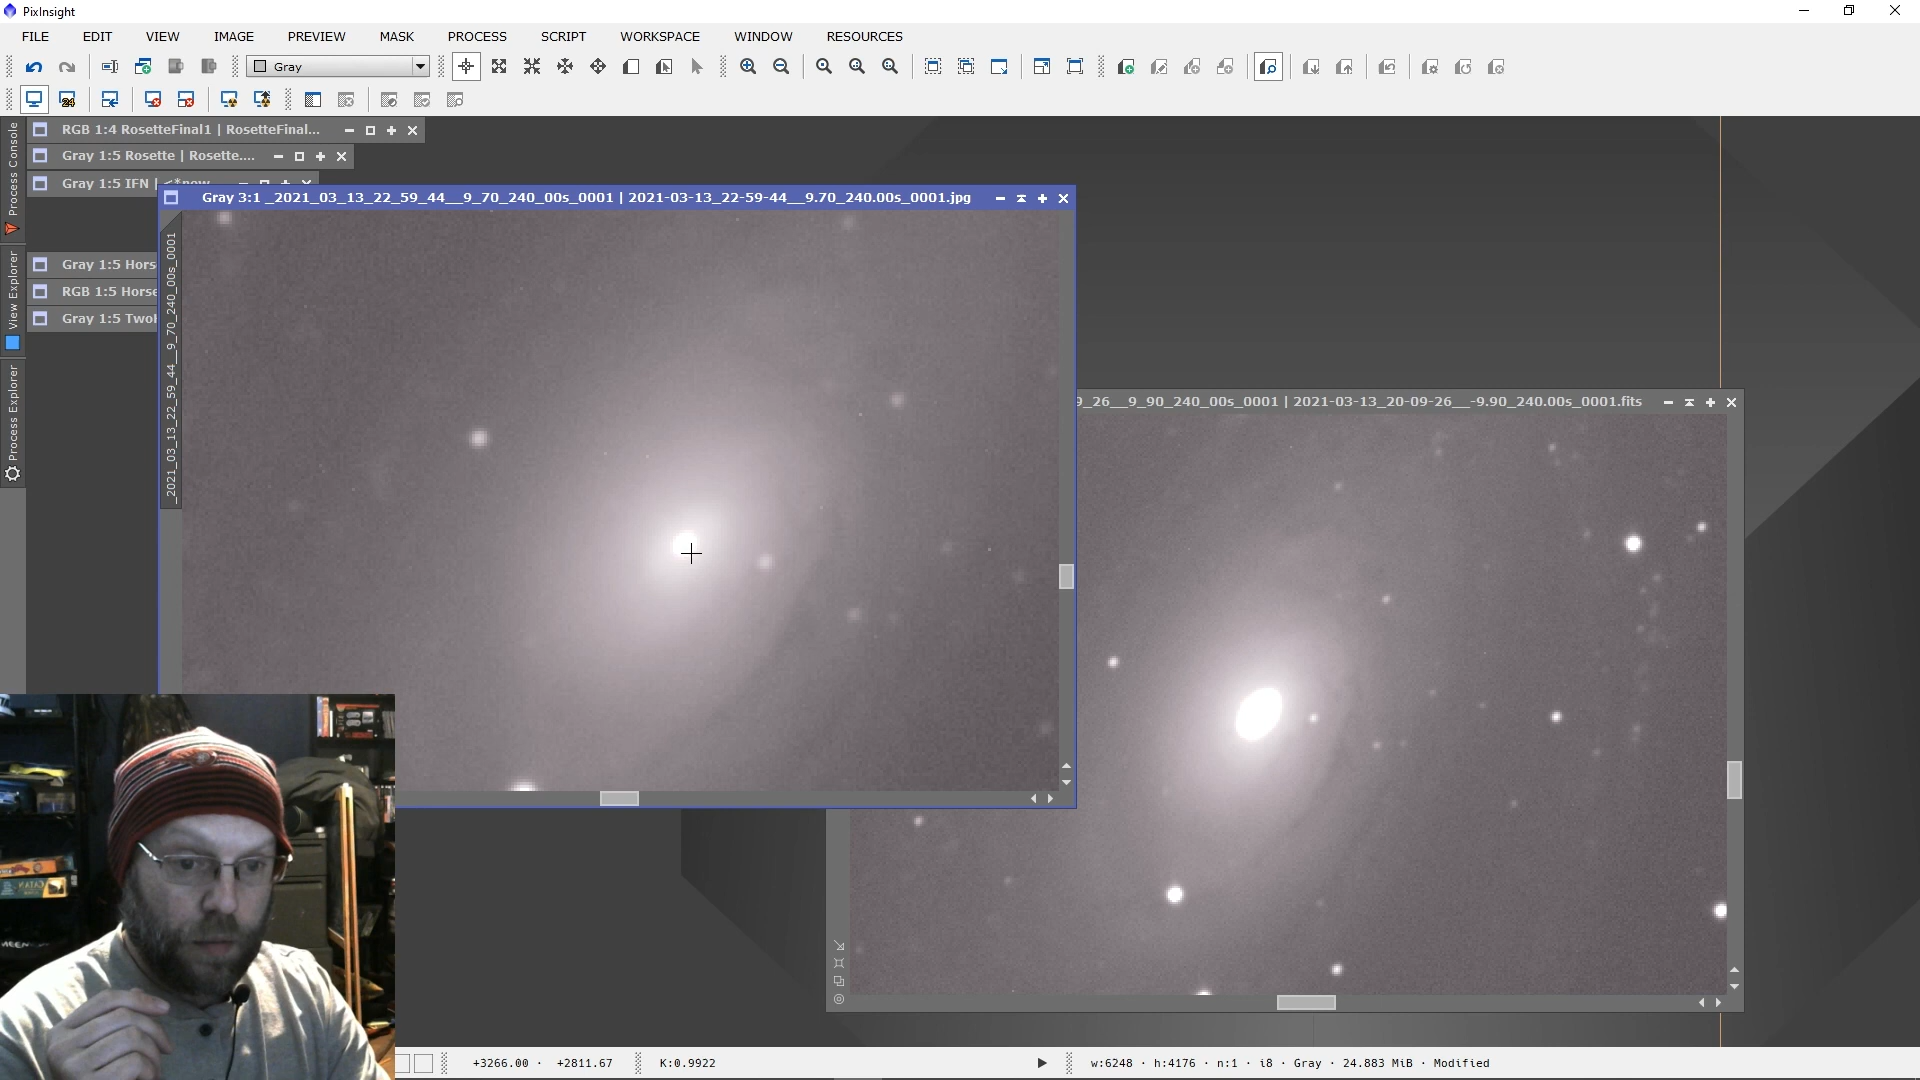 PixInsight
FILE EDIT VIEW IMAGE PREVIEW MASK PROCESS SCRIPT WORKSPACE WINDOW RESOURCES
Gray
24
RGB 1:4 RosetteFinal1 | RosetteFinal...
Gray 1:5 Rosette | Rosette....
Gray 1:5 IFN | <*new
Gray 3:1 _2021_03_13_22_59_44__9_70_240_00s_0001 | 2021-03-13_22-59-44__9.70_240.00s_0001.jpg
Gray 1:5 Hors
RGB 1:5 Horse
Gray 1:5 Two
Process Console
View Explorer
Process Explorer
_2021_03_13_22_59_44__9_70_240_00s_0001
9_26__9_90_240_00s_0001 | 2021-03-13_20-09-26__-9.90_240.00s_0001.fits
CATAN
+3266.00 · +2811.67
K:0.9922
w:6248 · h:4176 · n:1 · i8 · Gray · 24.883 MiB · Modified